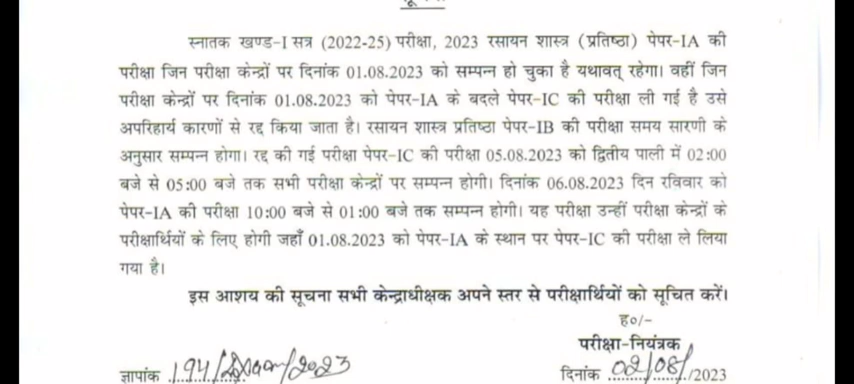 स्नातक खण्ड-I सत्र (2022-25) परीक्षा, 2023 रसायन शास्त्र (प्रतिष्ठा) पेपर-IA की
परीक्षा जिन परीक्षा केन्द्रों पर दिनांक 01.08.2023 को सम्पन्न हो चुका है यथावत् रहेगा। वहीं जिन
परीक्षा केन्द्रों पर दिनांक 01.08.2023 को पेपर-IA के बदले पेपर-IC की परीक्षा ली गई है उसे
अपरिहार्य कारणों से रद्द किया जाता है। रसायन शास्त्र प्रतिष्ठा पेपर-IB की परीक्षा समय सारणी के
अनुसार सम्पन्न होगा। रद्द की गई परीक्षा पेपर-IC की परीक्षा 05.08.2023 को द्वितीय पाली में 02:00
बजे से 05:00 बजे तक सभी परीक्षा केन्द्रों पर सम्पन्न होगी। दिनांक 06.08.2023 दिन रविवार को
पेपर-IA की परीक्षा 10:00 बजे से 01:00 बजे तक सम्पन्न होगी। यह परीक्षा उन्हीं परीक्षा केन्द्रों के
परीक्षार्थियों के लिए होगी जहाँ 01.08.2023 को पेपर-IA के स्थान पर पेपर-IC की परीक्षा ले लिया
गया है।
इस आशय की सूचना सभी केन्द्राधीक्षक अपने स्तर से परीक्षार्थियों को सूचित करें।
ह०/-
परीक्षा-नियंत्रक
ज्ञापांक 194/ /2023
दिनांक 02/08/2023